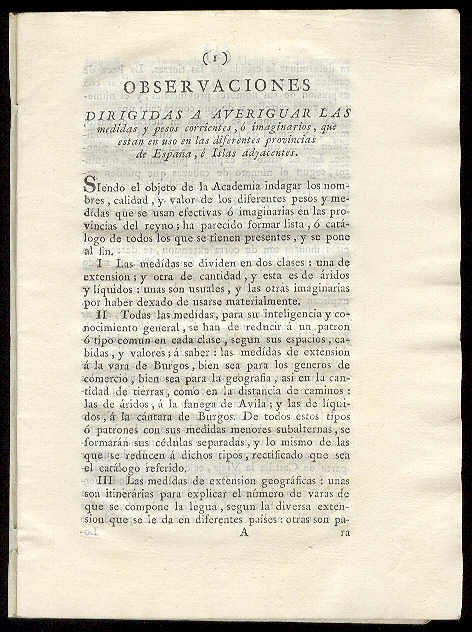 (1)
OBSERVACIONES
DIRIGIDAS A AVERIGUAR LAS
medidas y pesos corrientes, ó imaginarios, que
estan en uso en las diferentes provincias
de España, é Islas adjacentes.
SIendo el objeto de la Academia indagar los nom-
bres, calidad, y valor de los diferentes pesos y me-
didas que se usan efectivas ó imaginarias en las pro-
vincias del reyno; ha parecido formar lista, ó catá-
logo de todos los que se tienen presentes, y se pone
al fin.
I Las medidas se dividen en dos clases: una de
extension; y otra de cantidad, y esta es de áridos
y líquidos: unas son usuales, y las otras imaginarias
por haber dexado de usarse materialmente.
II Todas las medidas, para su inteligencia y co-
nocimiento general, se han de reducir á un patron
ó tipo comun en cada clase, segun sus espacios, ca-
bidas, y valores; á saber: las medidas de extension
á la vara de Burgos, bien sea para los generos de
comercio, bien sea para la geografia, asi en la can-
tidad de tierras, como en la distancia de caminos:
las de áridos, á la fanega de Avila; y las de líqui-
dos, á la cántara de Burgos. De todos estos tipos
ó patrones con sus medidas menores subalternas, se
formarán sus cédulas separadas, y lo mismo de las
que se reducen á dichos tipos, rectificado que sea
el catálogo referido.
III Las medidas de extension geográficas: unas
son itinerárias para explicar el número de varas de
que se compone la legua, segun la diversa exten-
sion que se le da en diferentes países: otras son pa-
A ra